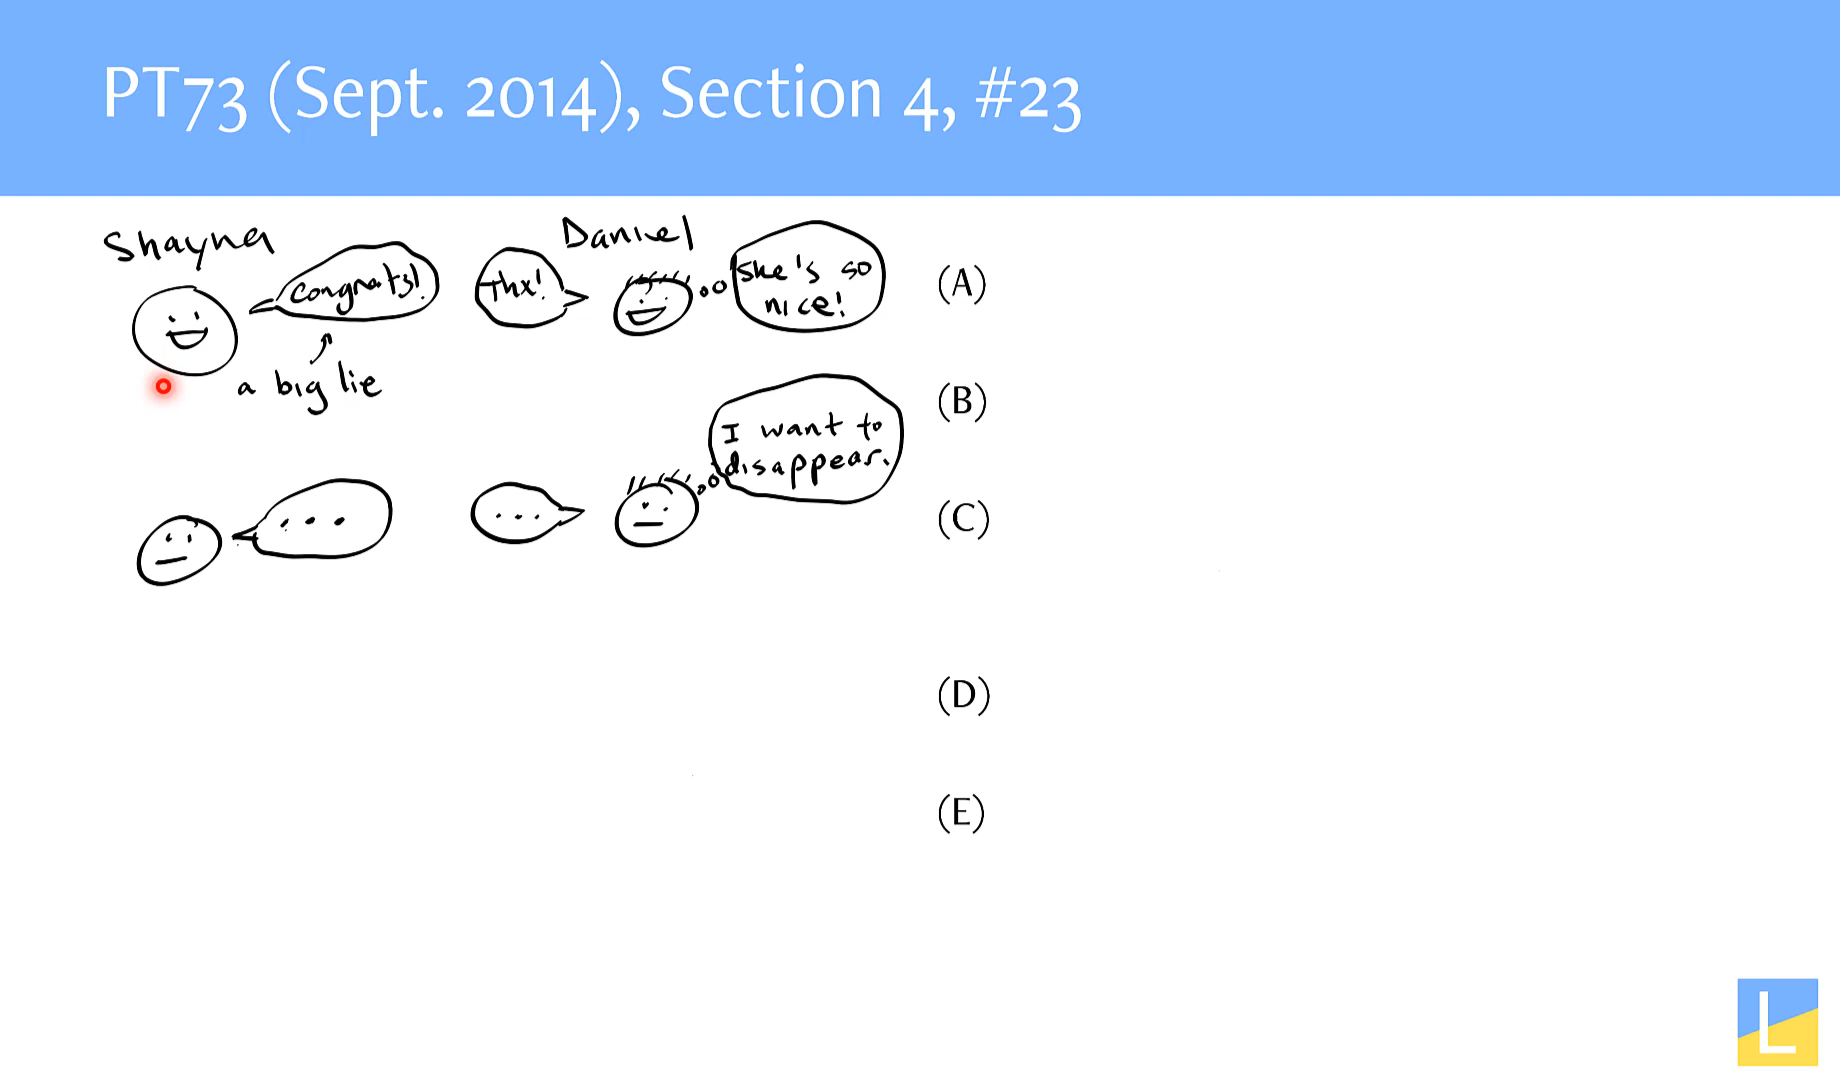 PT73 (Sept. 2014), Section 4, #23
Shayna
Daniel
congrats!
Thx!
She's so
nice!
a big lie
I want to
disappear.
...
...
(A)
(B)
(C)
(D)
(E)
L